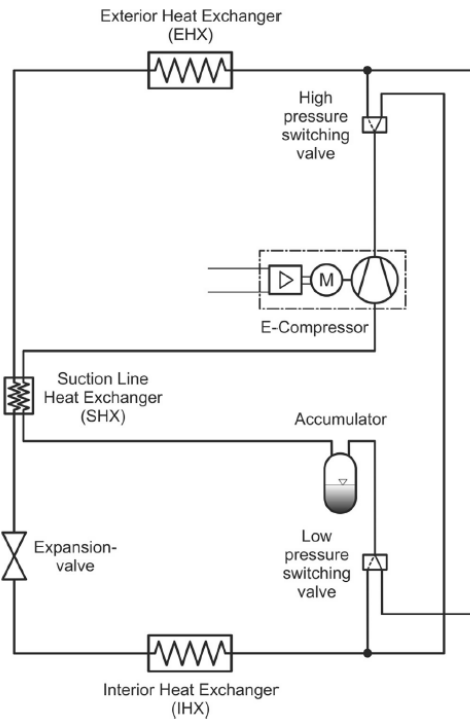 Exterior Heat Exchanger
(EHX)
High
pressure
switching
valve
M
E-Compressor
Suction Line
Heat Exchanger
(SHX)
Accumulator
Expansion-
valve
Low
pressure
switching
valve
Interior Heat Exchanger
(IHX)